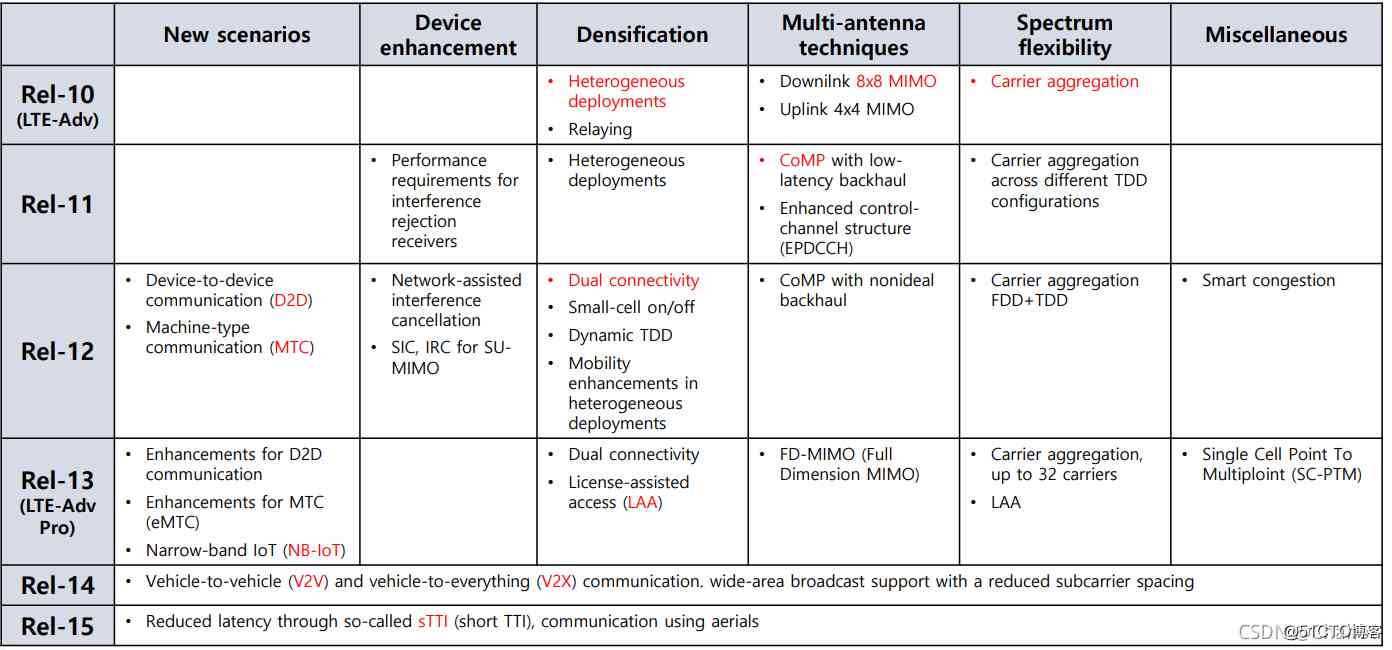 New scenarios
Device
enhancement
Densification
Multi-antenna
techniques
Spectrum
flexibility
Miscellaneous
Rel-10
(LTE-Adv)
• Heterogeneous
deployments
• Relaying
• Downilnk 8x8 MIMO
• Uplink 4x4 MIMO
• Carrier aggregation
Rel-11
• Performance
requirements for
interference
rejection
receivers
• Heterogeneous
deployments
• CoMP with low-
latency backhaul
• Enhanced control-
channel structure
(EPDCCH)
• Carrier aggregation
across different TDD
configurations
Rel-12
• Device-to-device
communication (D2D)
• Machine-type
communication (MTC)
• Network-assisted
interference
cancellation
• SIC, IRC for SU-
MIMO
• Dual connectivity
• Small-cell on/off
• Dynamic TDD
• Mobility
enhancements in
heterogeneous
deployments
• CoMP with nonideal
backhaul
• Carrier aggregation
FDD+TDD
• Smart congestion
Rel-13
(LTE-Adv
Pro)
• Enhancements for D2D
communication
• Enhancements for MTC
(eMTC)
• Narrow-band IoT (NB-IoT)
• Dual connectivity
• License-assisted
access (LAA)
• FD-MIMO (Full
Dimension MIMO)
• Carrier aggregation,
up to 32 carriers
• LAA
• Single Cell Point To
Multiploint (SC-PTM)
Rel-14
• Vehicle-to-vehicle (V2V) and vehicle-to-everything (V2X) communication. wide-area broadcast support with a reduced subcarrier spacing
Rel-15
• Reduced latency through so-called sTTI (short TTI), communication using aerials
CSDN @51CTO博客